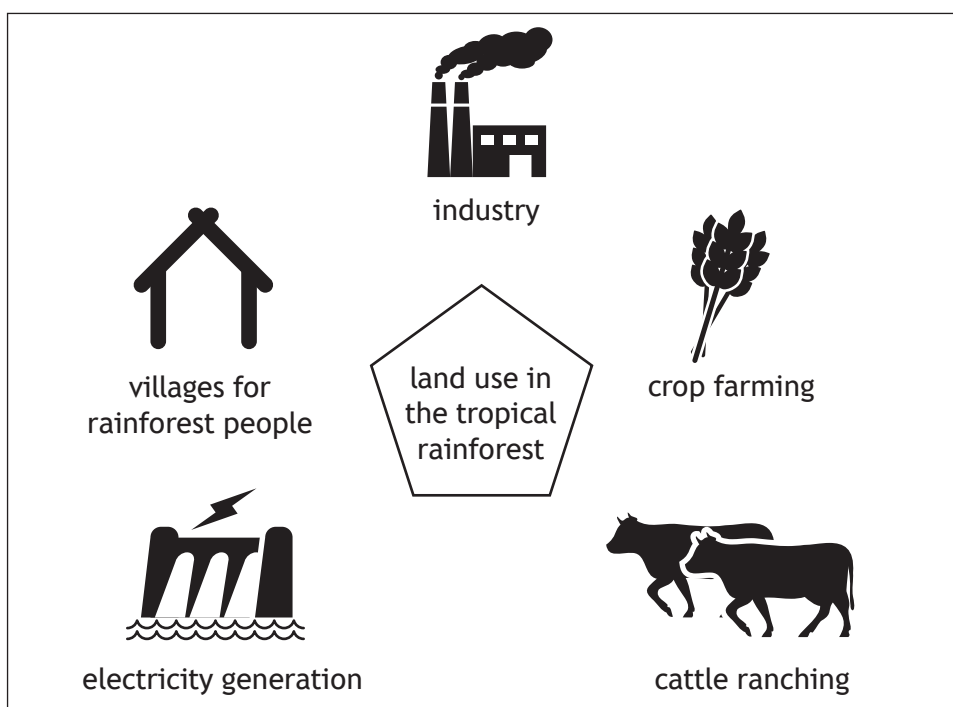 industry
villages for
rainforest people
land use in
the tropical
rainforest
crop farming
electricity generation
cattle ranching